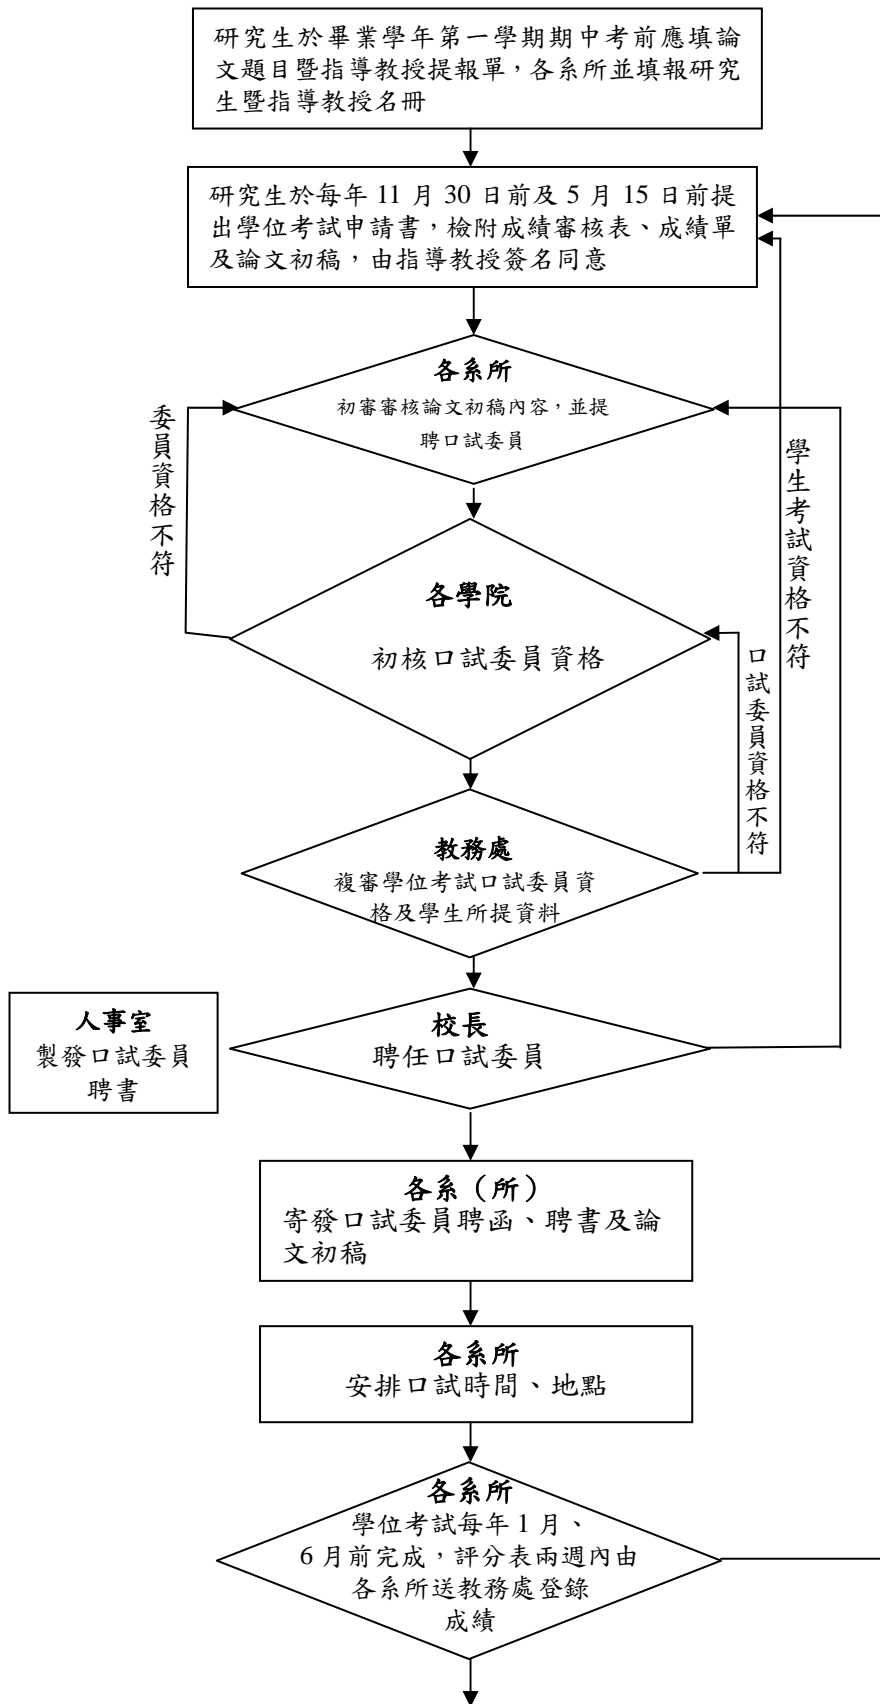 研究生於畢業學年第一學期期中考前應填論
文題目暨指導教授提報單，各系所並填報研究
生暨指導教授名冊
研究生於每年 11 月 30 日前及 5 月 15 日前提
出學位考試申請書，檢附成績審核表、成績單
及論文初稿，由指導教授簽名同意
各系所
初審審核論文初稿內容，並提
聘口試委員
委員資格不符
學生考試資格不符
各學院
初核口試委員資格
口試委員資格不符
教務處
複審學位考試口試委員資
格及學生所提資料
人事室
製發口試委員
聘書
校長
聘任口試委員
各系（所）
寄發口試委員聘函、聘書及論
文初稿
各系所
安排口試時間、地點
各系所
學位考試每年 1 月、
6 月前完成，評分表兩週內由
各系所送教務處登錄
成績